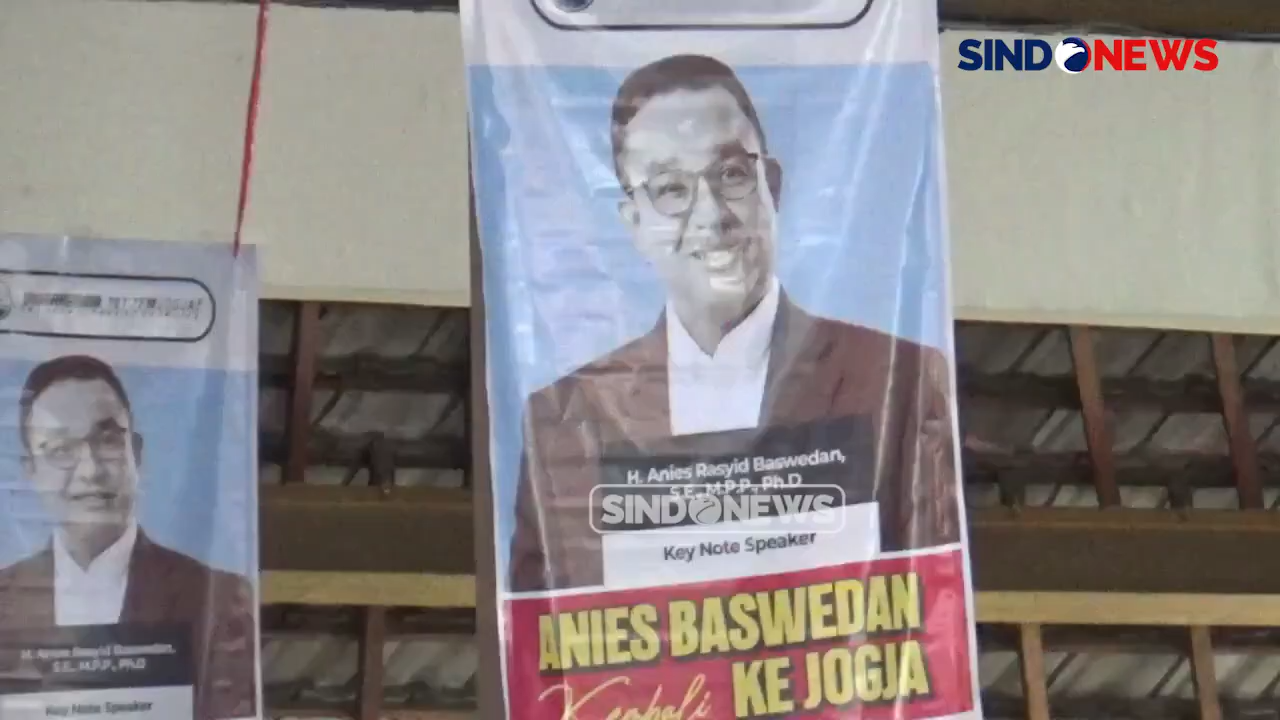 SINDONEWS
H. Anies Rasyid Baswedan,
S.E., M.P.P., Ph.D
SINDONEWS
Key Note Speaker
ANIES BASWEDAN
Kembali KE JOGJA
H. Anies Rasyid Baswedan,
S.E., M.P.P., Ph.D
Key Note Speaker